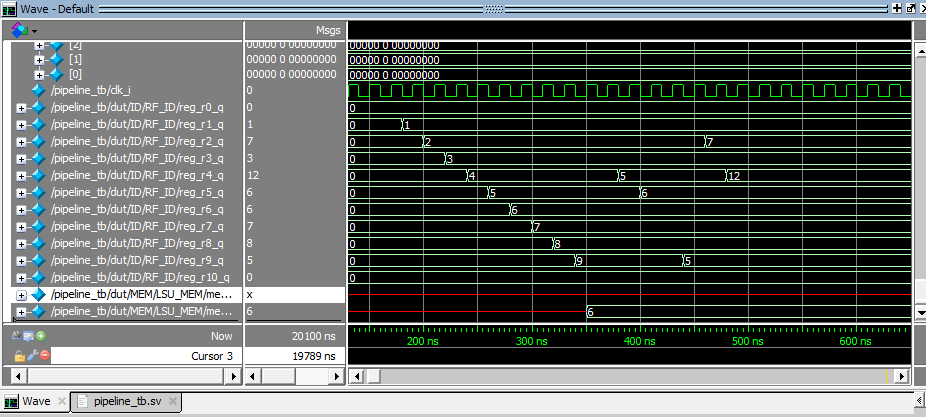 Wave - Default
Msgs
[2] 00000 0 00000000 00000 0 00000000
[1] 00000 0 00000000 00000 0 00000000
[0] 00000 0 00000000 00000 0 00000000
/pipeline_tb/clk_i 0
/pipeline_tb/dut/ID/RF_ID/reg_r0_q 0 0
/pipeline_tb/dut/ID/RF_ID/reg_r1_q 1 0 1
/pipeline_tb/dut/ID/RF_ID/reg_r2_q 7 0 2 7
/pipeline_tb/dut/ID/RF_ID/reg_r3_q 3 0 3
/pipeline_tb/dut/ID/RF_ID/reg_r4_q 12 0 4 5 12
/pipeline_tb/dut/ID/RF_ID/reg_r5_q 6 0 5 6
/pipeline_tb/dut/ID/RF_ID/reg_r6_q 6 0 6
/pipeline_tb/dut/ID/RF_ID/reg_r7_q 7 0 7
/pipeline_tb/dut/ID/RF_ID/reg_r8_q 8 0 8
/pipeline_tb/dut/ID/RF_ID/reg_r9_q 5 0 9 5
/pipeline_tb/dut/ID/RF_ID/reg_r10_q 0 0
/pipeline_tb/dut/MEM/LSU_MEM/me... x
/pipeline_tb/dut/MEM/LSU_MEM/me... 6 6
Now 20100 ns 200 ns 300 ns 400 ns 500 ns 600 ns
Cursor 3 19789 ns
Wave pipeline_tb.sv